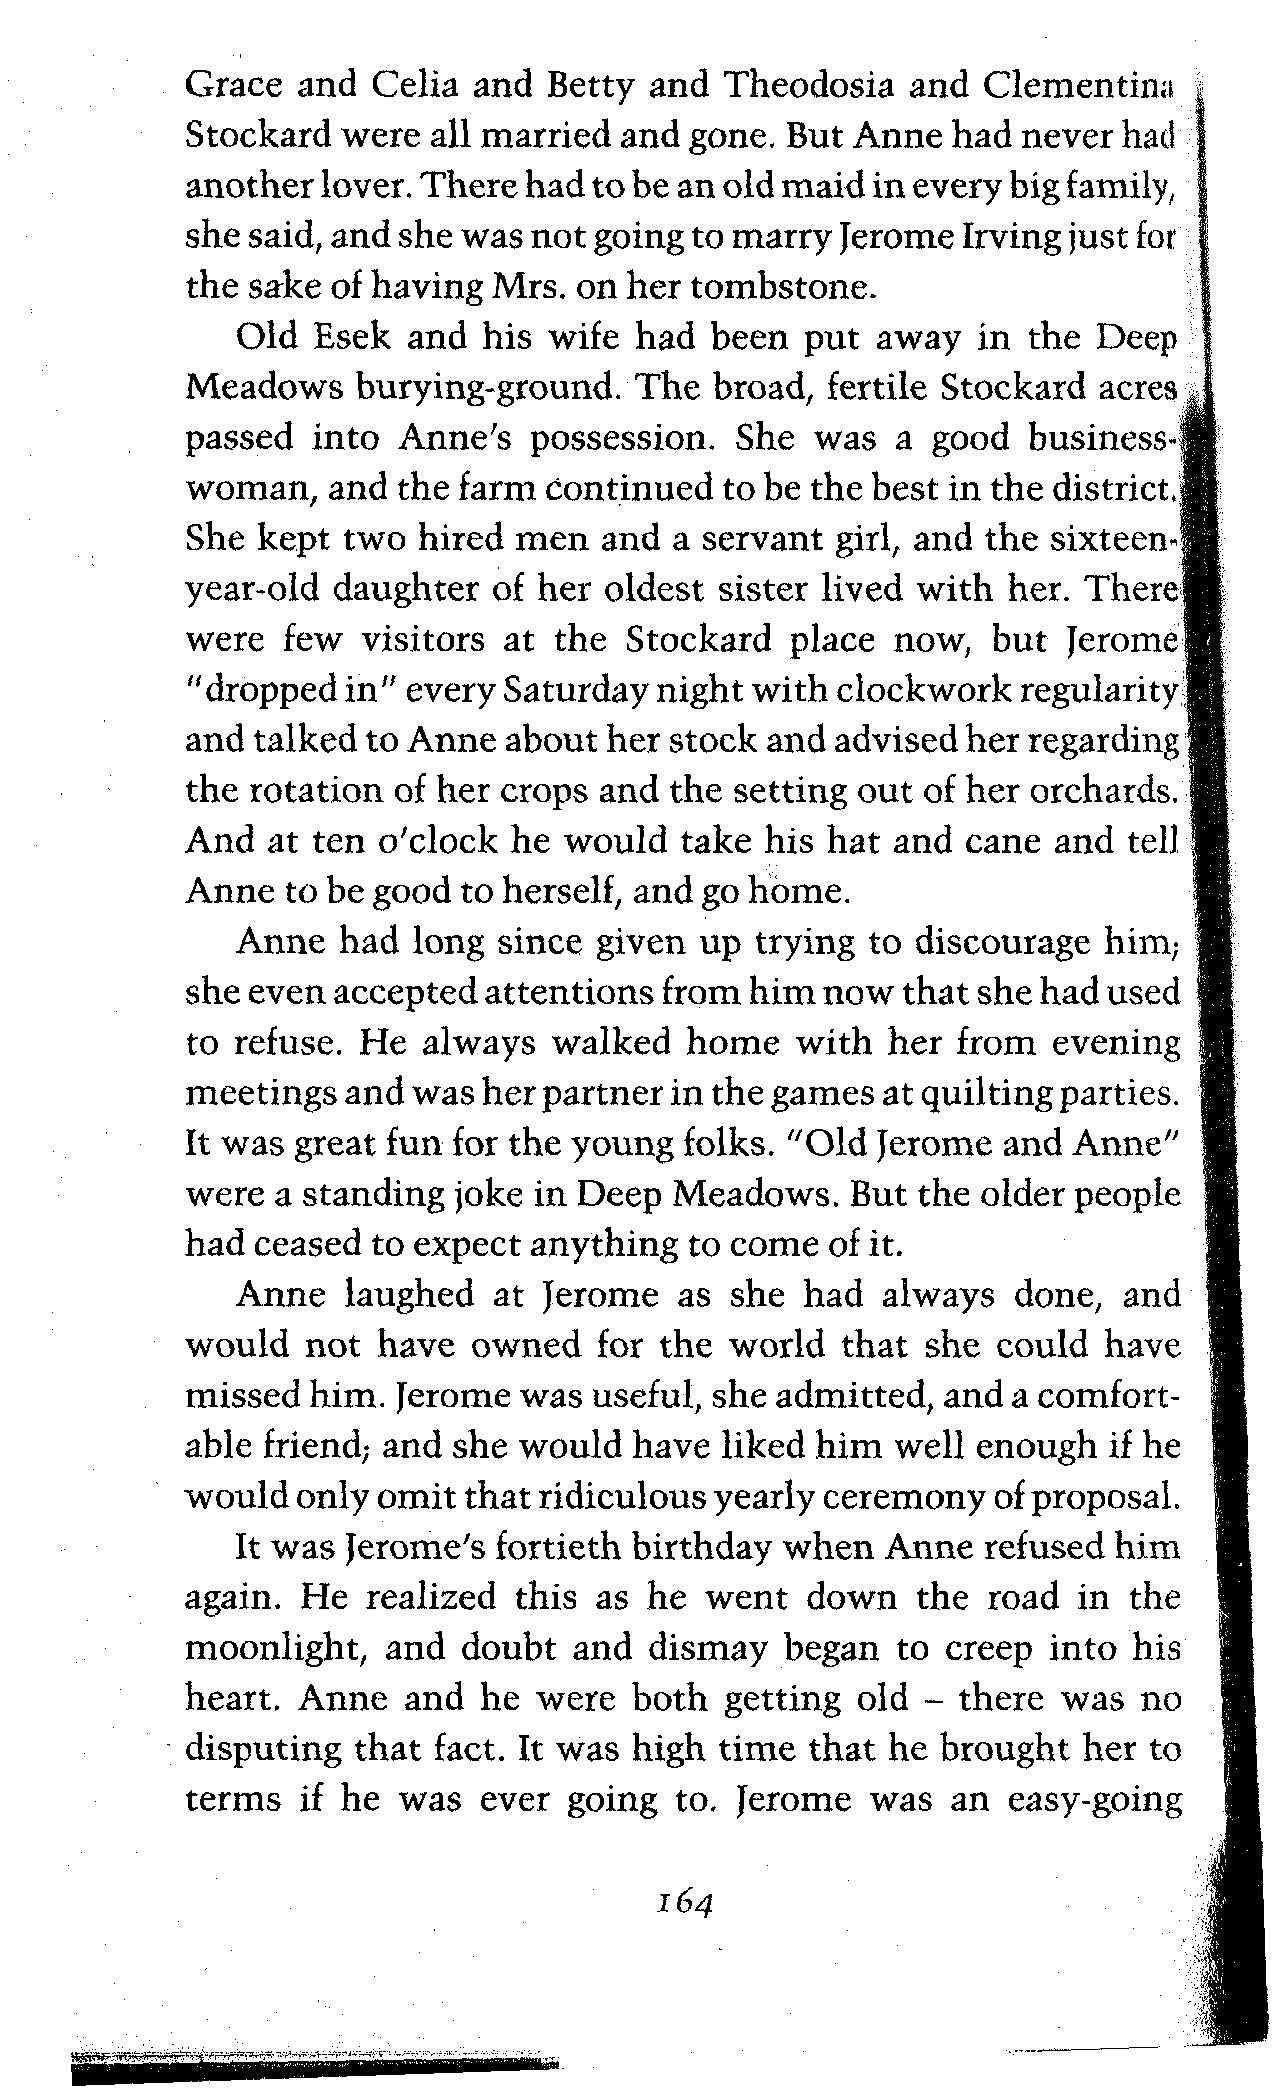 Grace and Celia and Betty and Theodosia and Clementina
Stockard were all married and gone. But Anne had never had
another lover. There had to be an old maid in every big family,
she said, and she was not going to marry Jerome Irving just for
the sake of having Mrs. on her tombstone.
Old Esek and his wife had been put away in the Deep
Meadows burying-ground. The broad, fertile Stockard acres
passed into Anne's possession. She was a good business-
woman, and the farm continued to be the best in the district.
She kept two hired men and a servant girl, and the sixteen-
year-old daughter of her oldest sister lived with her. There
were few visitors at the Stockard place now, but Jerome
"dropped in" every Saturday night with clockwork regularity
and talked to Anne about her stock and advised her regarding
the rotation of her crops and the setting out of her orchards.
And at ten o'clock he would take his hat and cane and tell
Anne to be good to herself, and go home.
Anne had long since given up trying to discourage him;
she even accepted attentions from him now that she had used
to refuse. He always walked home with her from evening
meetings and was her partner in the games at quilting parties.
It was great fun for the young folks. "Old Jerome and Anne"
were a standing joke in Deep Meadows. But the older people
had ceased to expect anything to come of it.
Anne laughed at Jerome as she had always done, and
would not have owned for the world that she could have
missed him. Jerome was useful, she admitted, and a comfort-
able friend; and she would have liked him well enough if he
would only omit that ridiculous yearly ceremony of proposal.
It was Jerome's fortieth birthday when Anne refused him
again. He realized this as he went down the road in the
moonlight, and doubt and dismay began to creep into his
heart. Anne and he were both getting old – there was no
disputing that fact. It was high time that he brought her to
terms if he was ever going to. Jerome was an easy-going
164